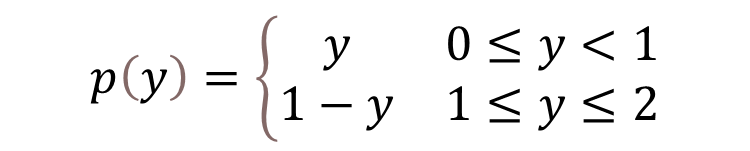 p(y) = { y 0 ≤ y < 1
1 − y 1 ≤ y ≤ 2